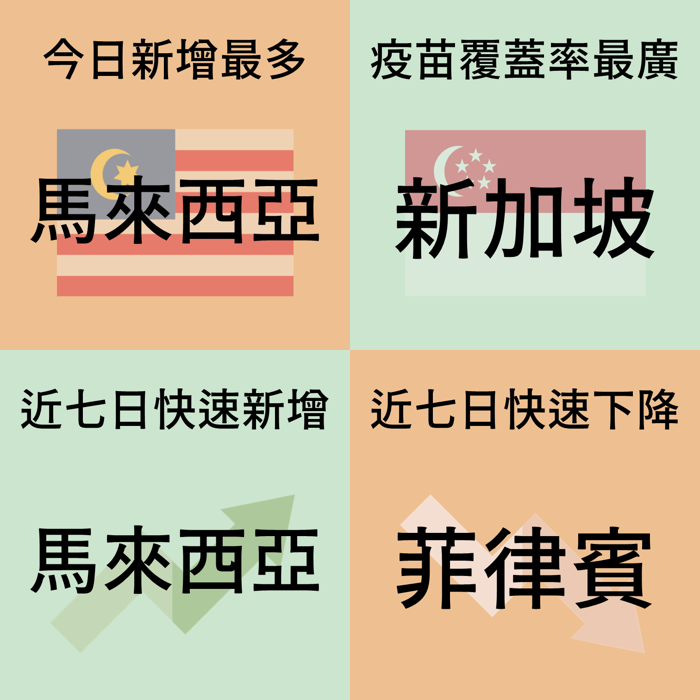 今日新增最多
馬來西亞
疫苗覆蓋率最廣
新加坡
近七日快速新增
馬來西亞
近七日快速下降
菲律賓